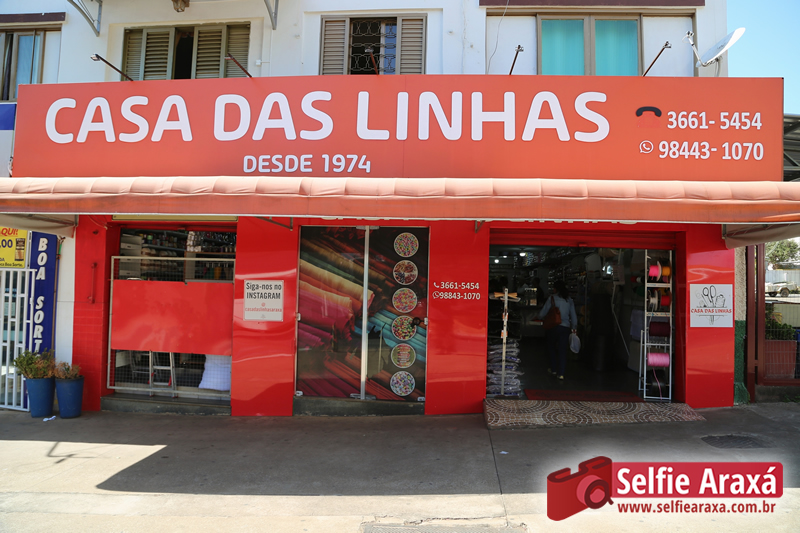 CASA DAS LINHAS
DESDE 1974
3661-5454
98443-1070
BOA SORT
Siga-nos no
INSTAGRAM
3661-5454
98843-1070
CASA DAS LINHAS
Selfie Araxá
www.selfiearaxa.com.br